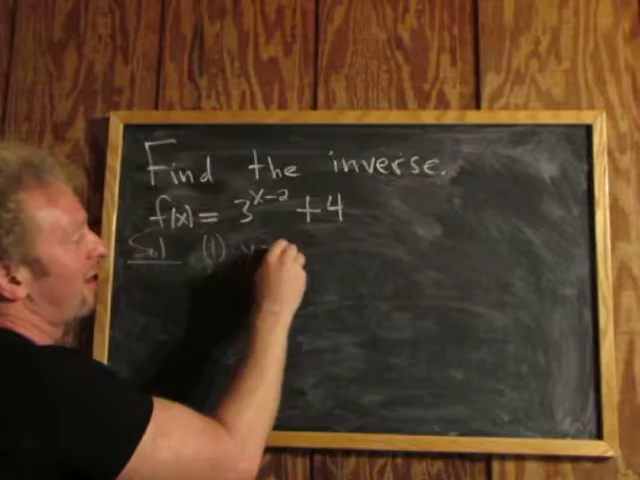 Find the inverse.
f(x) = 3^{x-2} + 4
Sol (1) y =